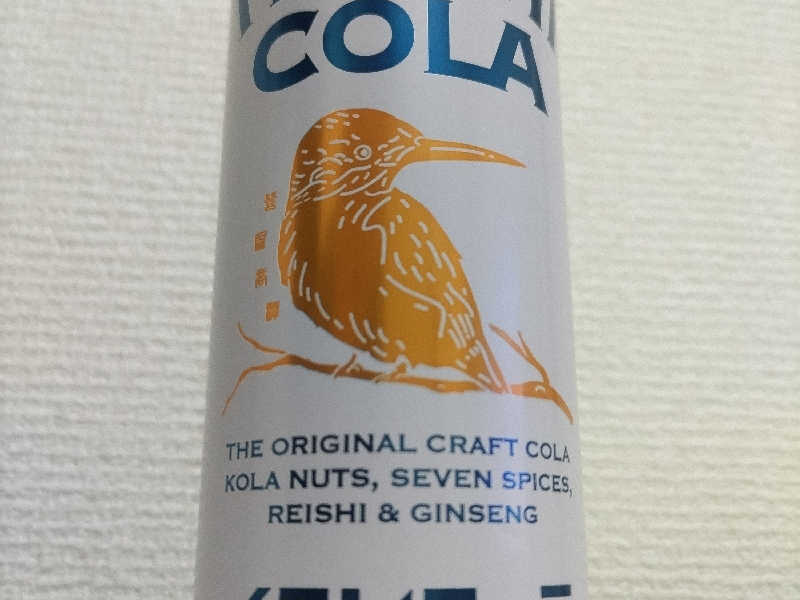 COLA
THE ORIGINAL CRAFT COLA
KOLA NUTS, SEVEN SPICES,
REISHI & GINSENG